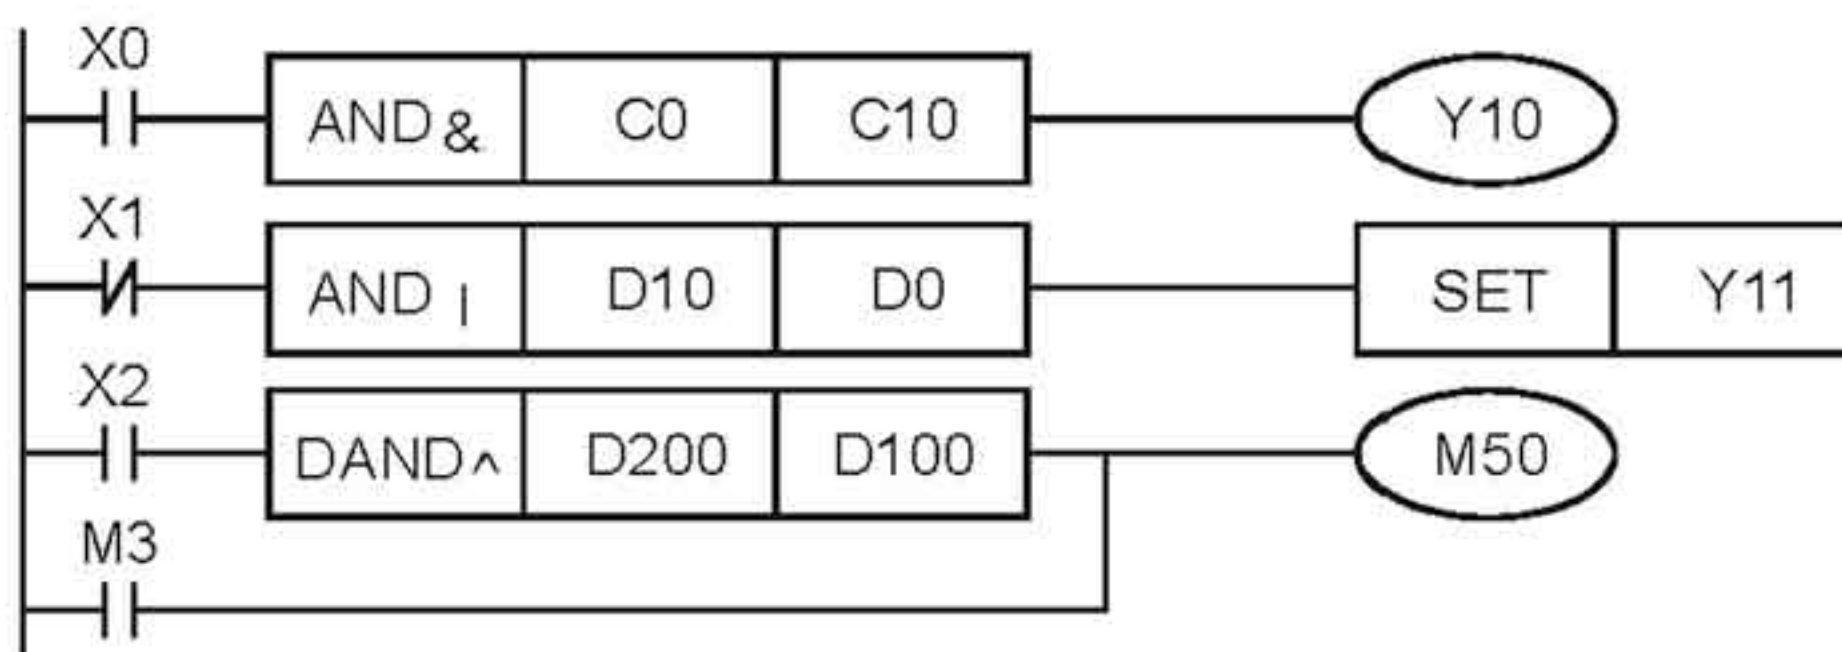 X0
AND & C0 C10 Y10
X1
AND | D10 D0 SET Y11
X2
DAND ^ D200 D100 M50
M3